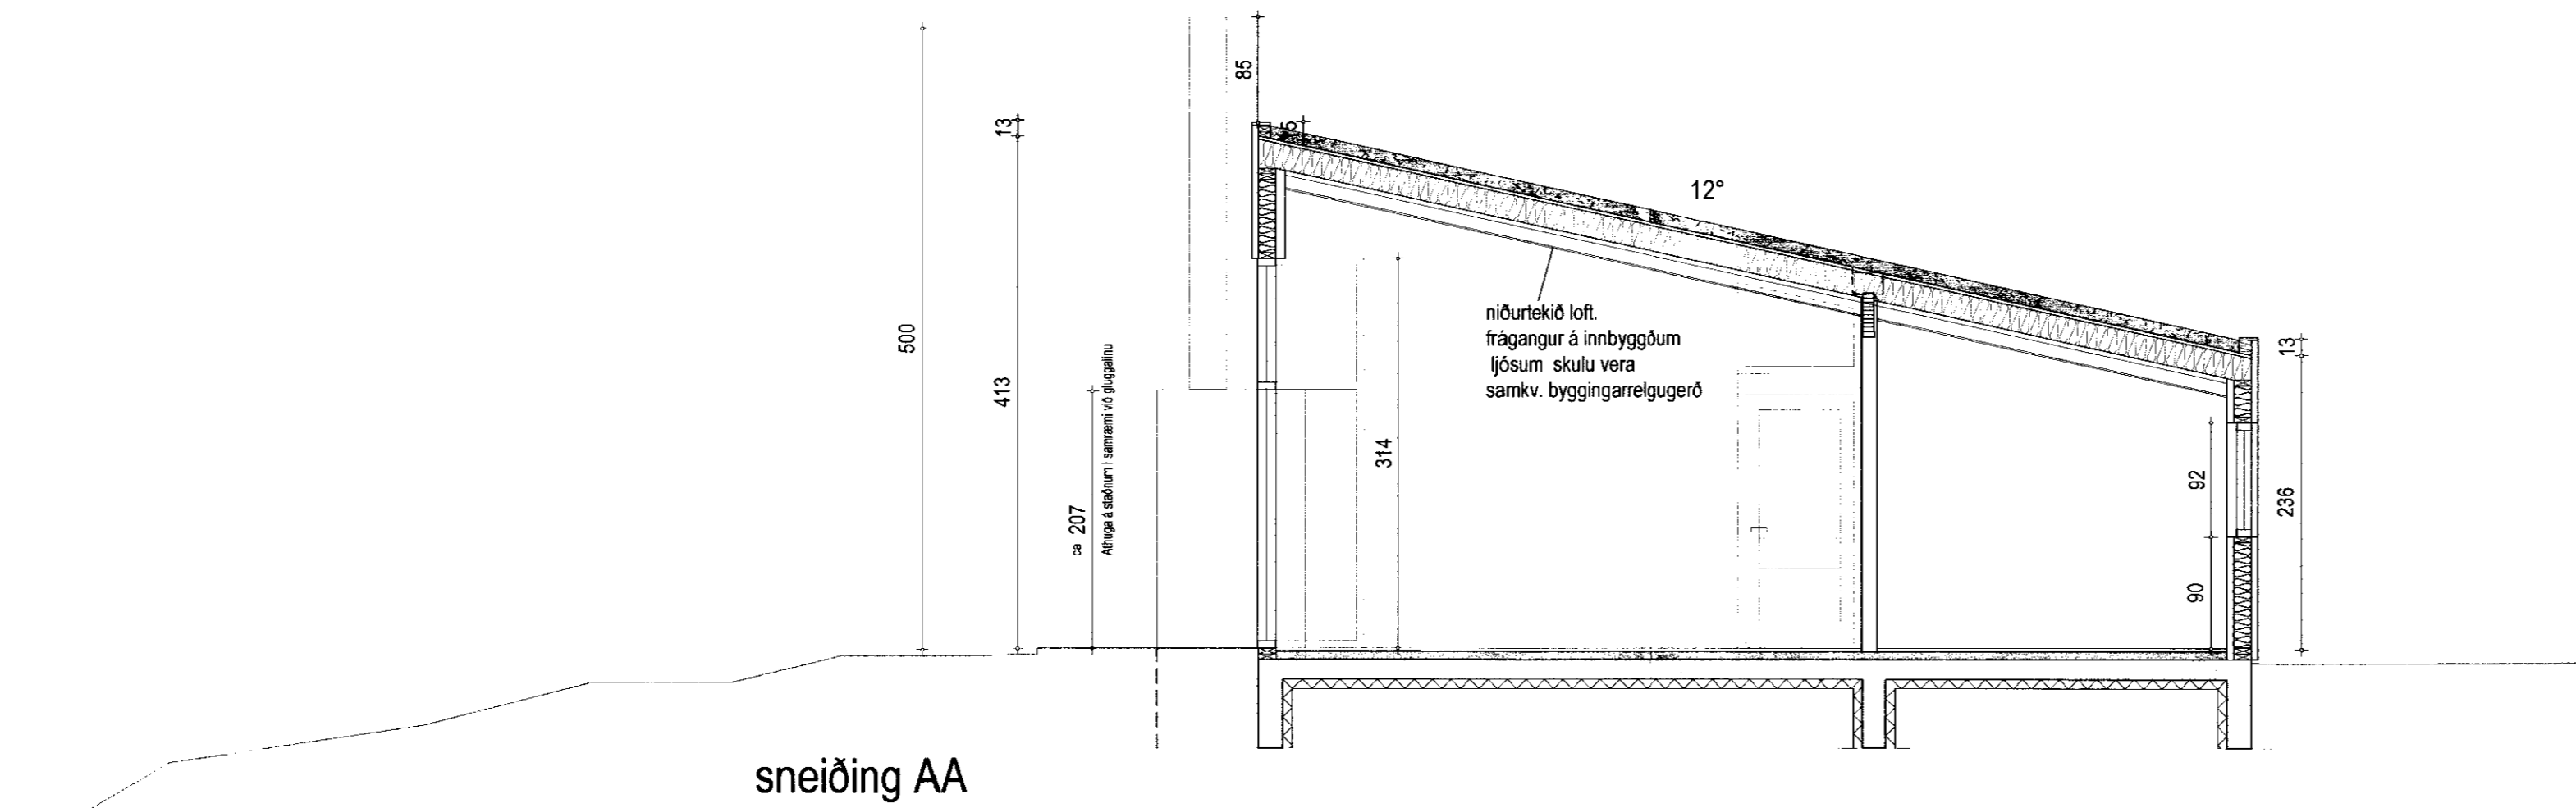 85
13
15
12°
500
413
niðurtekið loft.
frágangur á innbyggðum
ljósum skulu vera
samkv. byggingarrelgugerð
13
314
ca 207
Athuga á staðnum í samræmi við gluggalínu
92
236
90
sneiðing AA